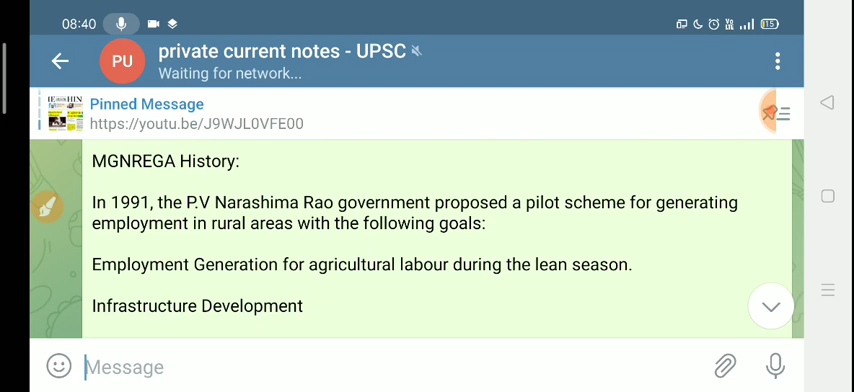 08:40
15
PU
private current notes - UPSC
Waiting for network...
Pinned Message
https://youtu.be/J9WJL0VFE00
MGNREGA History:
In 1991, the P.V Narashima Rao government proposed a pilot scheme for generating
employment in rural areas with the following goals:
Employment Generation for agricultural labour during the lean season.
Infrastructure Development
Message